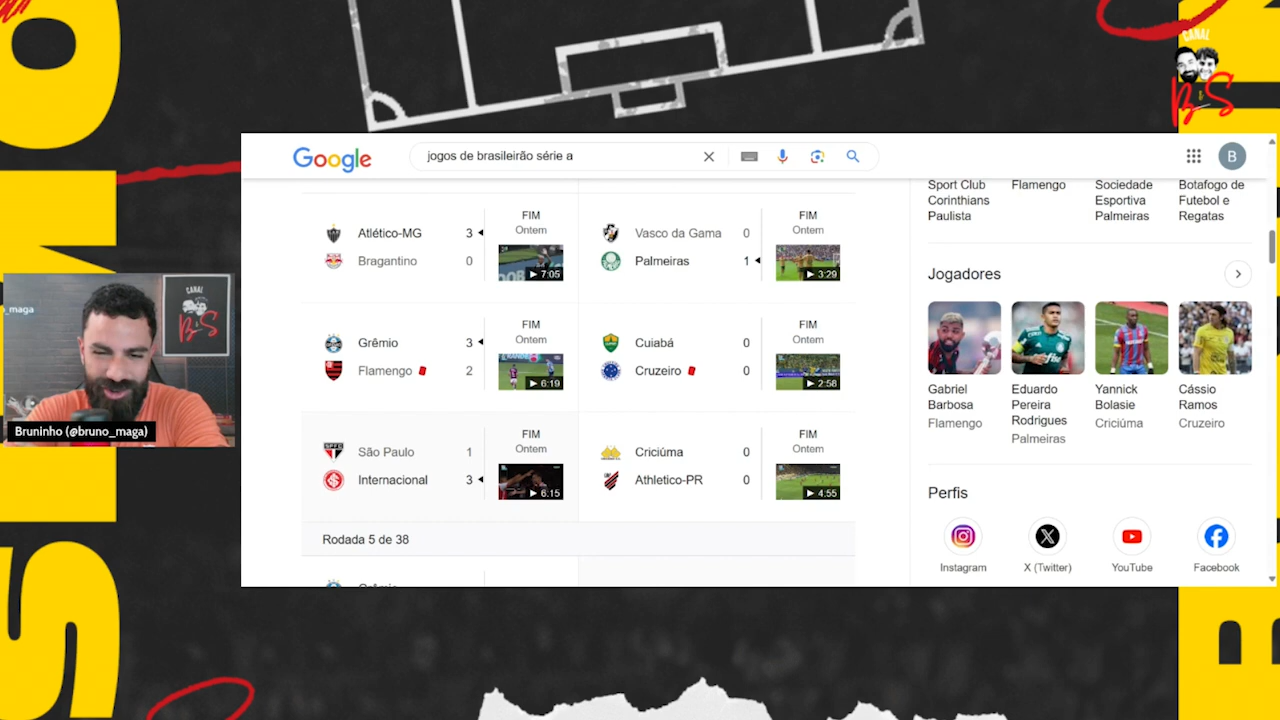 CANAL
B&S
Google
jogos de brasileirão série a
B
Atlético-MG 3
Bragantino 0
FIM
Ontem
7:05
Vasco da Gama 0
Palmeiras 1
FIM
Ontem
3:29
Grêmio 3
Flamengo 2
FIM
Ontem
6:19
Cuiabá 0
Cruzeiro 0
FIM
Ontem
2:58
São Paulo 1
Internacional 3
FIM
Ontem
6:15
Criciúma 0
Athletico-PR 0
FIM
Ontem
4:55
Rodada 5 de 38
Grêmio
Sport Club
Corinthians
Paulista
Flamengo
Sociedade
Esportiva
Palmeiras
Botafogo de
Futebol e
Regatas
Jogadores
Gabriel
Barbosa
Flamengo
Eduardo
Pereira
Rodrigues
Palmeiras
Yannick
Bolasie
Criciúma
Cássio
Ramos
Cruzeiro
Perfis
Instagram
X (Twitter)
YouTube
Facebook
_maga
CANAL
B&S
Bruninho (@bruno_maga)